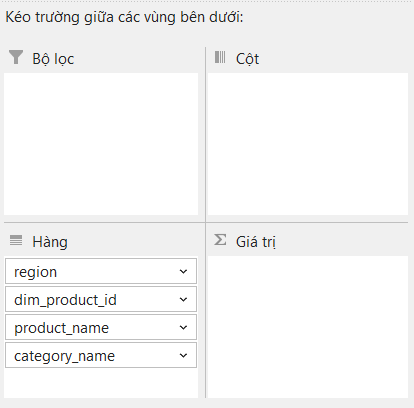 Kéo trường giữa các vùng bên dưới:
Bộ lọc
Cột
Hàng
region
dim_product_id
product_name
category_name
Giá trị